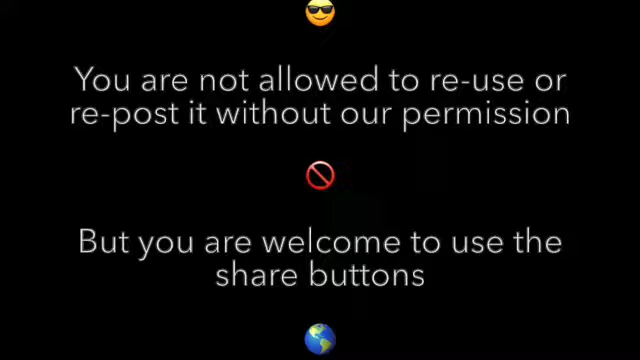 You are not allowed to re-use or
re-post it without our permission
But you are welcome to use the
share buttons